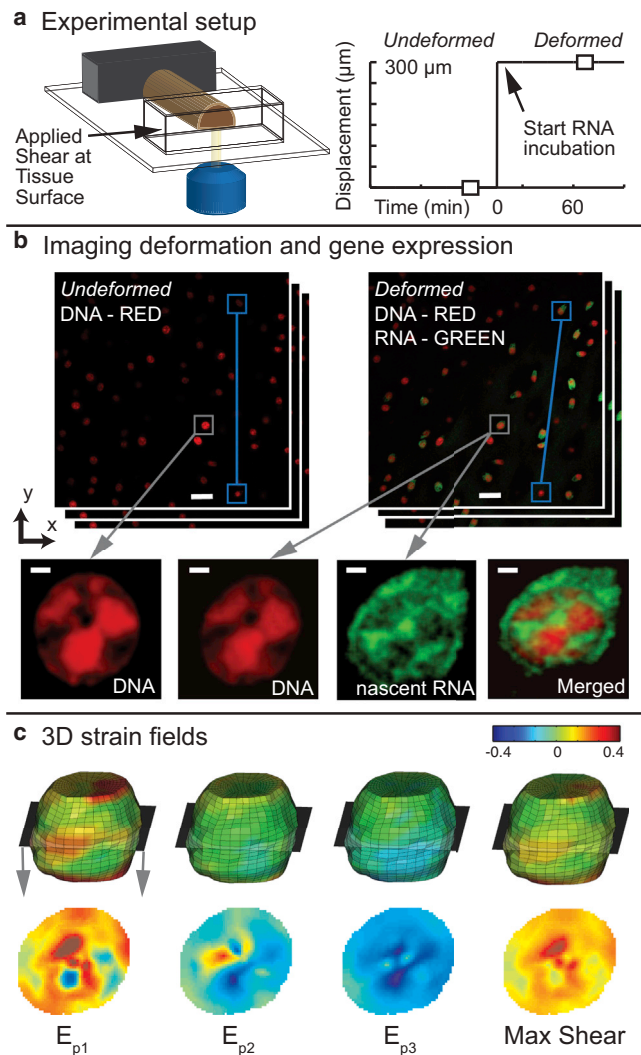 a Experimental setup
Applied
Shear at
Tissue
Surface
Undeformed
Deformed
300 µm
Displacement (µm)
Start RNA
incubation
Time (min)
0
60
b Imaging deformation and gene expression
Undeformed
DNA - RED
Deformed
DNA - RED
RNA - GREEN
y
x
DNA
DNA
nascent RNA
Merged
c 3D strain fields
-0.4
0
0.4
Ep1
Ep2
Ep3
Max Shear